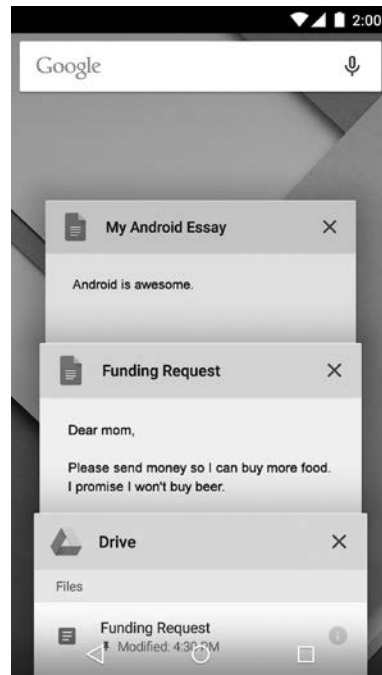 2:00
Google
My Android Essay
Android is awesome.
Funding Request
Dear mom,
Please send money so I can buy more food.
I promise I won't buy beer.
Drive
Files
Funding Request
Modified: 4:30 PM